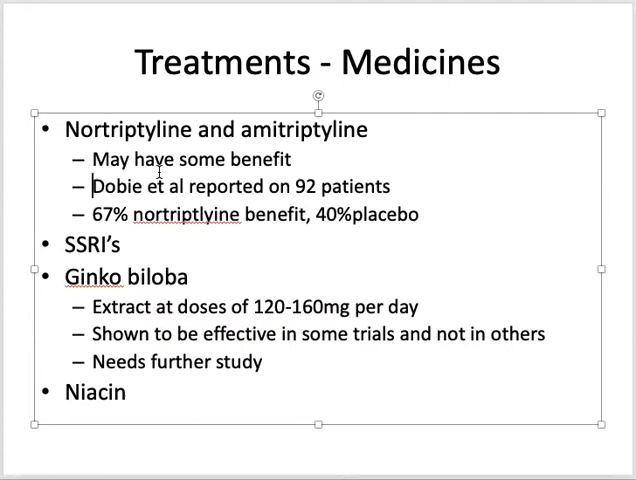 Treatments - Medicines
• Nortriptyline and amitriptyline
– May have some benefit
– Dobie et al reported on 92 patients
– 67% nortriptlyine benefit, 40%placebo
• SSRI's
• Ginko biloba
– Extract at doses of 120-160mg per day
– Shown to be effective in some trials and not in others
– Needs further study
• Niacin